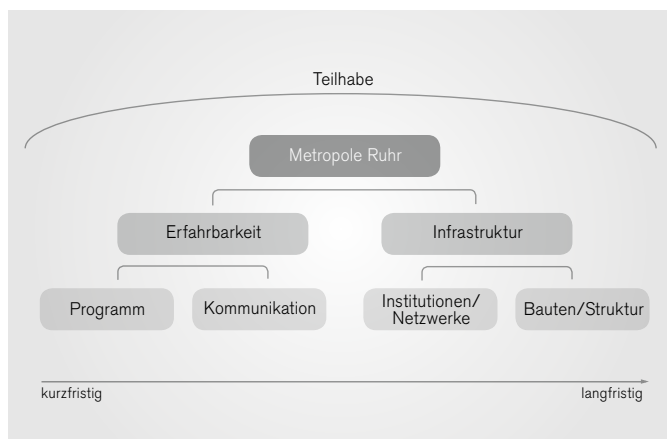 Teilhabe
Metropole Ruhr
Erfahrbarkeit
Infrastruktur
Programm
Kommunikation
Institutionen/
Netzwerke
Bauten/Struktur
kurzfristig
langfristig